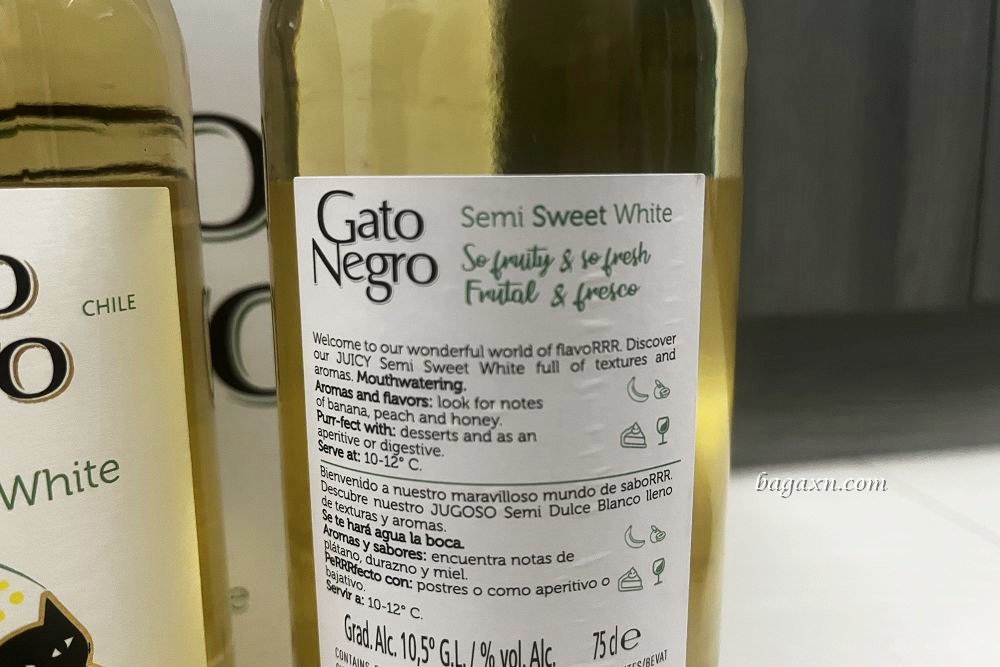 CHILE
White
Gato
Negro
Semi Sweet White
So fruity & so fresh
Frutal & fresco
Welcome to our wonderful world of flavoRRR. Discover
our JUICY Semi Sweet White full of textures and
aromas. Mouthwatering.
Aromas and flavors: look for notes
of banana, peach and honey.
Purr-fect with: desserts and as an
aperitive or digestive.
Serve at: 10-12° C.
Bienvenido a nuestro maravilloso mundo de saboRRR.
Descubre nuestro JUGOSO Semi Dulce Blanco lleno
de texturas y aromas.
Se te hará agua la boca.
Aromas y sabores: encuentra notas de
plátano, durazno y miel.
PeRRRfecto con: postres o como aperitivo o
bajativo.
Servir a: 10-12° C.
Grad. Alc. 10,5° G.L. / % vol. Alc. 75 d e
CONTAINS
bagaxn.com